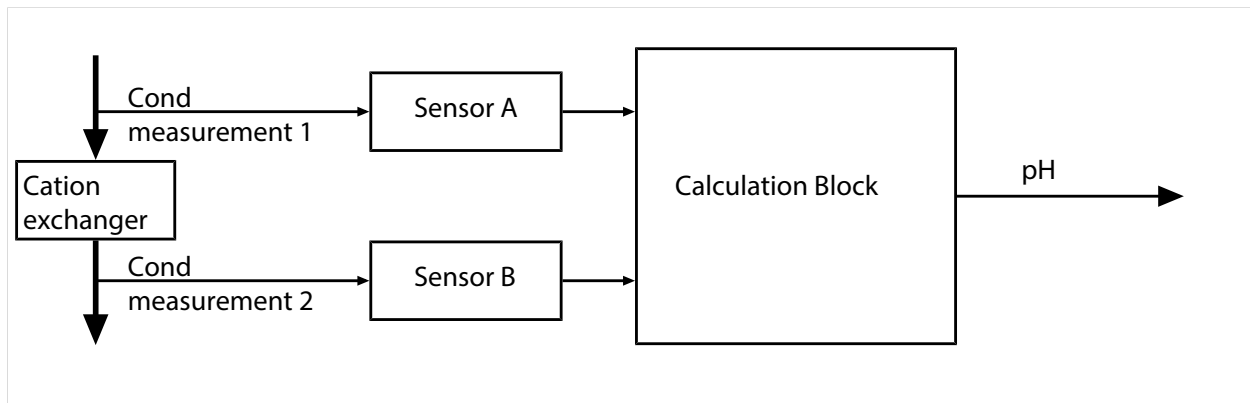 Cond
measurement 1
Sensor A
Cation
exchanger
Calculation Block
pH
Cond
measurement 2
Sensor B